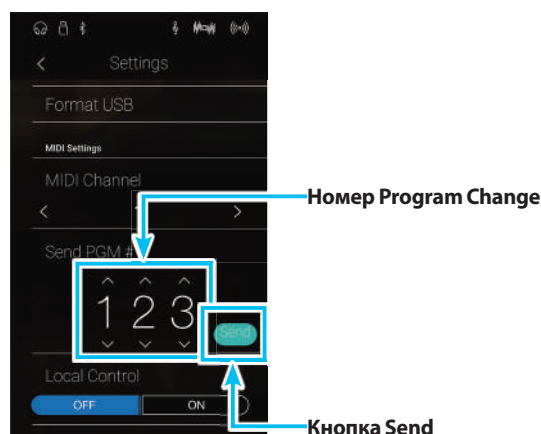 Settings
Format USB
MIDI Settings
MIDI Channel
Номер Program Change
Send PGM #
1 2 3
Send
Local Control
OFF ON
Кнопка Send